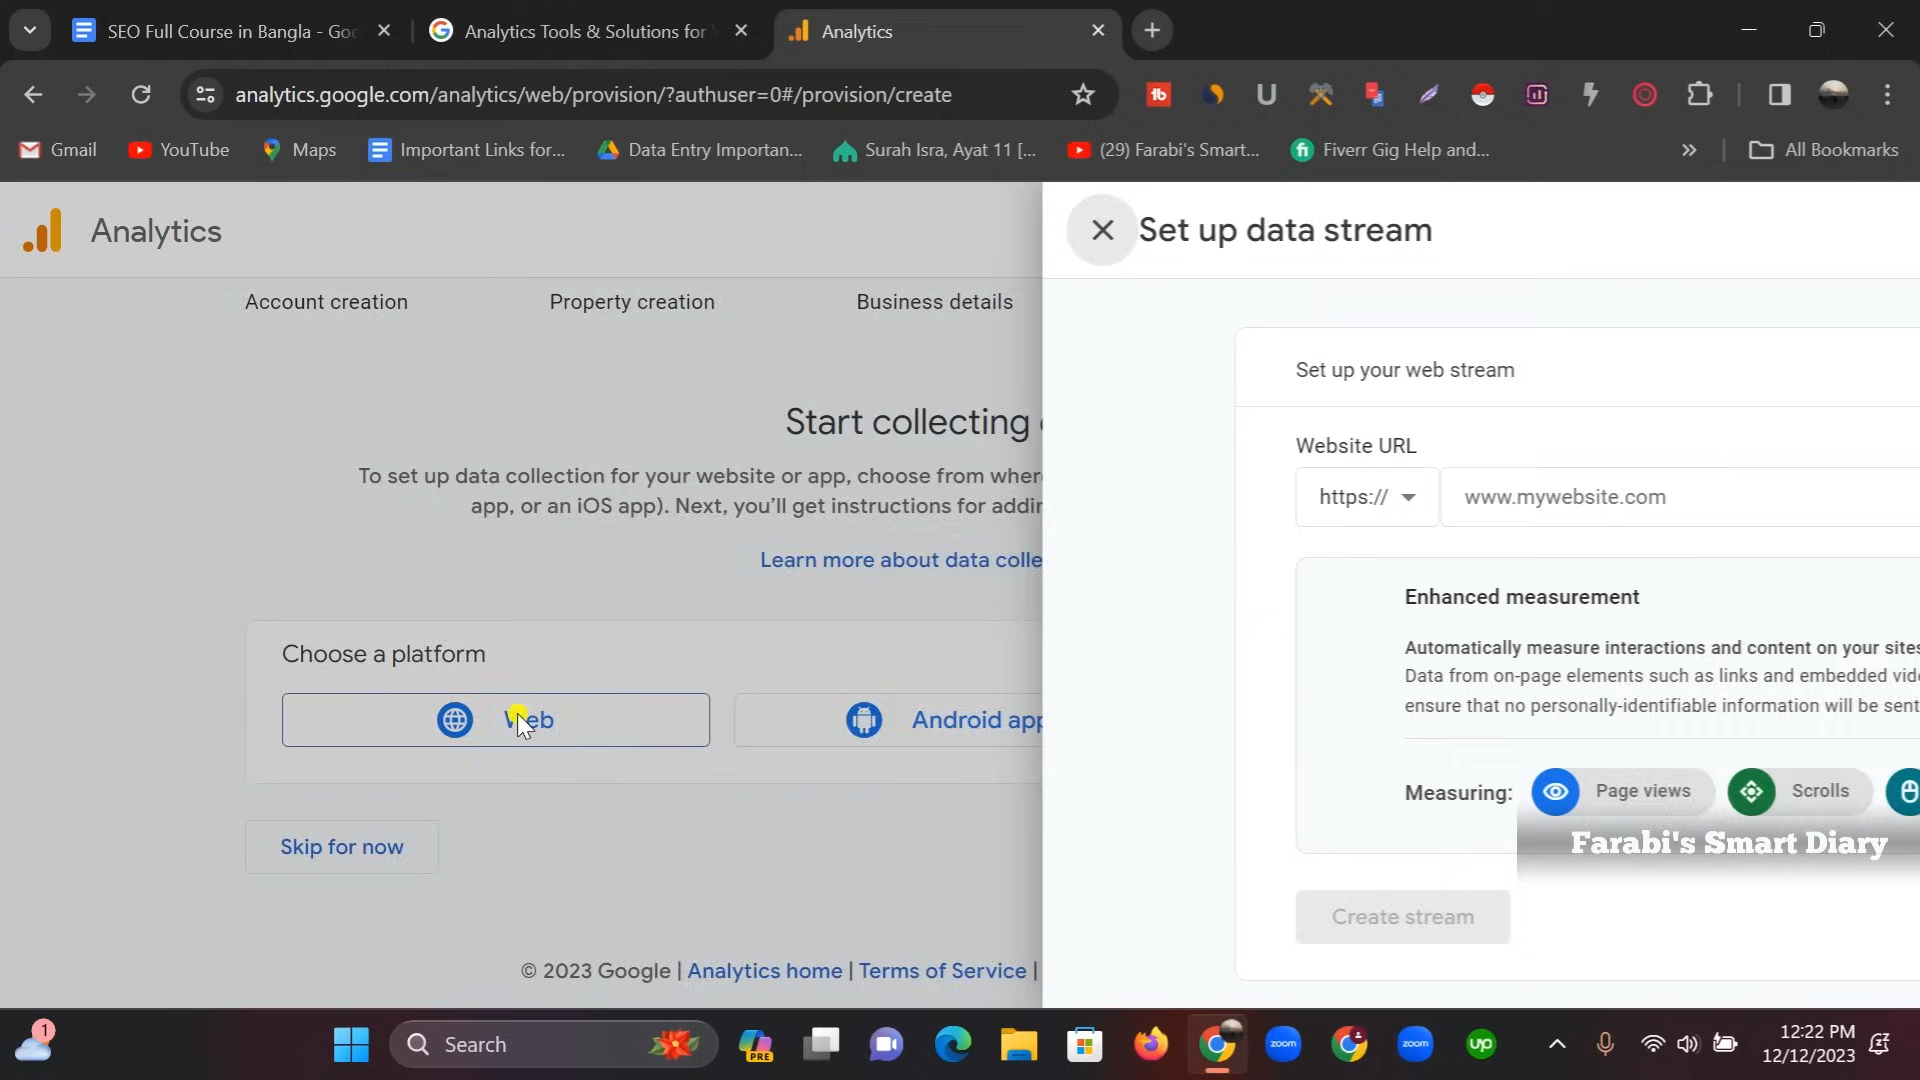 SEO Full Course in Bangla - Goo
Analytics Tools & Solutions for
Analytics
analytics.google.com/analytics/web/provision/?authuser=0#/provision/create
Gmail
YouTube
Maps
Important Links for...
Data Entry Importan...
Surah Isra, Ayat 11 [...
(29) Farabi's Smart...
Fiverr Gig Help and...
»
All Bookmarks
Analytics
Account creation
Property creation
Business details
Start collecting
To set up data collection for your website or app, choose from wher
app, or an iOS app). Next, you'll get instructions for addin
Learn more about data colle
Choose a platform
Web
Android app
Skip for now
© 2023 Google | Analytics home | Terms of Service |
Set up data stream
Set up your web stream
Website URL
https://
www.mywebsite.com
Enhanced measurement
Automatically measure interactions and content on your sites
Data from on-page elements such as links and embedded vide
ensure that no personally-identifiable information will be sent
Measuring:
Page views
Scrolls
Farabi's Smart Diary
Create stream
1
Search
PRE
zoom
zoom
up
12:22 PM
12/12/2023